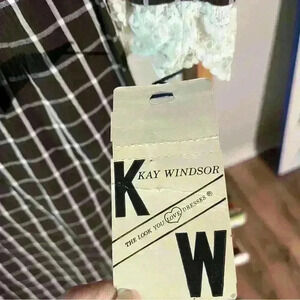 K
KAY WINDSOR
THE LOOK YOU LOVE DRESSES ®
W